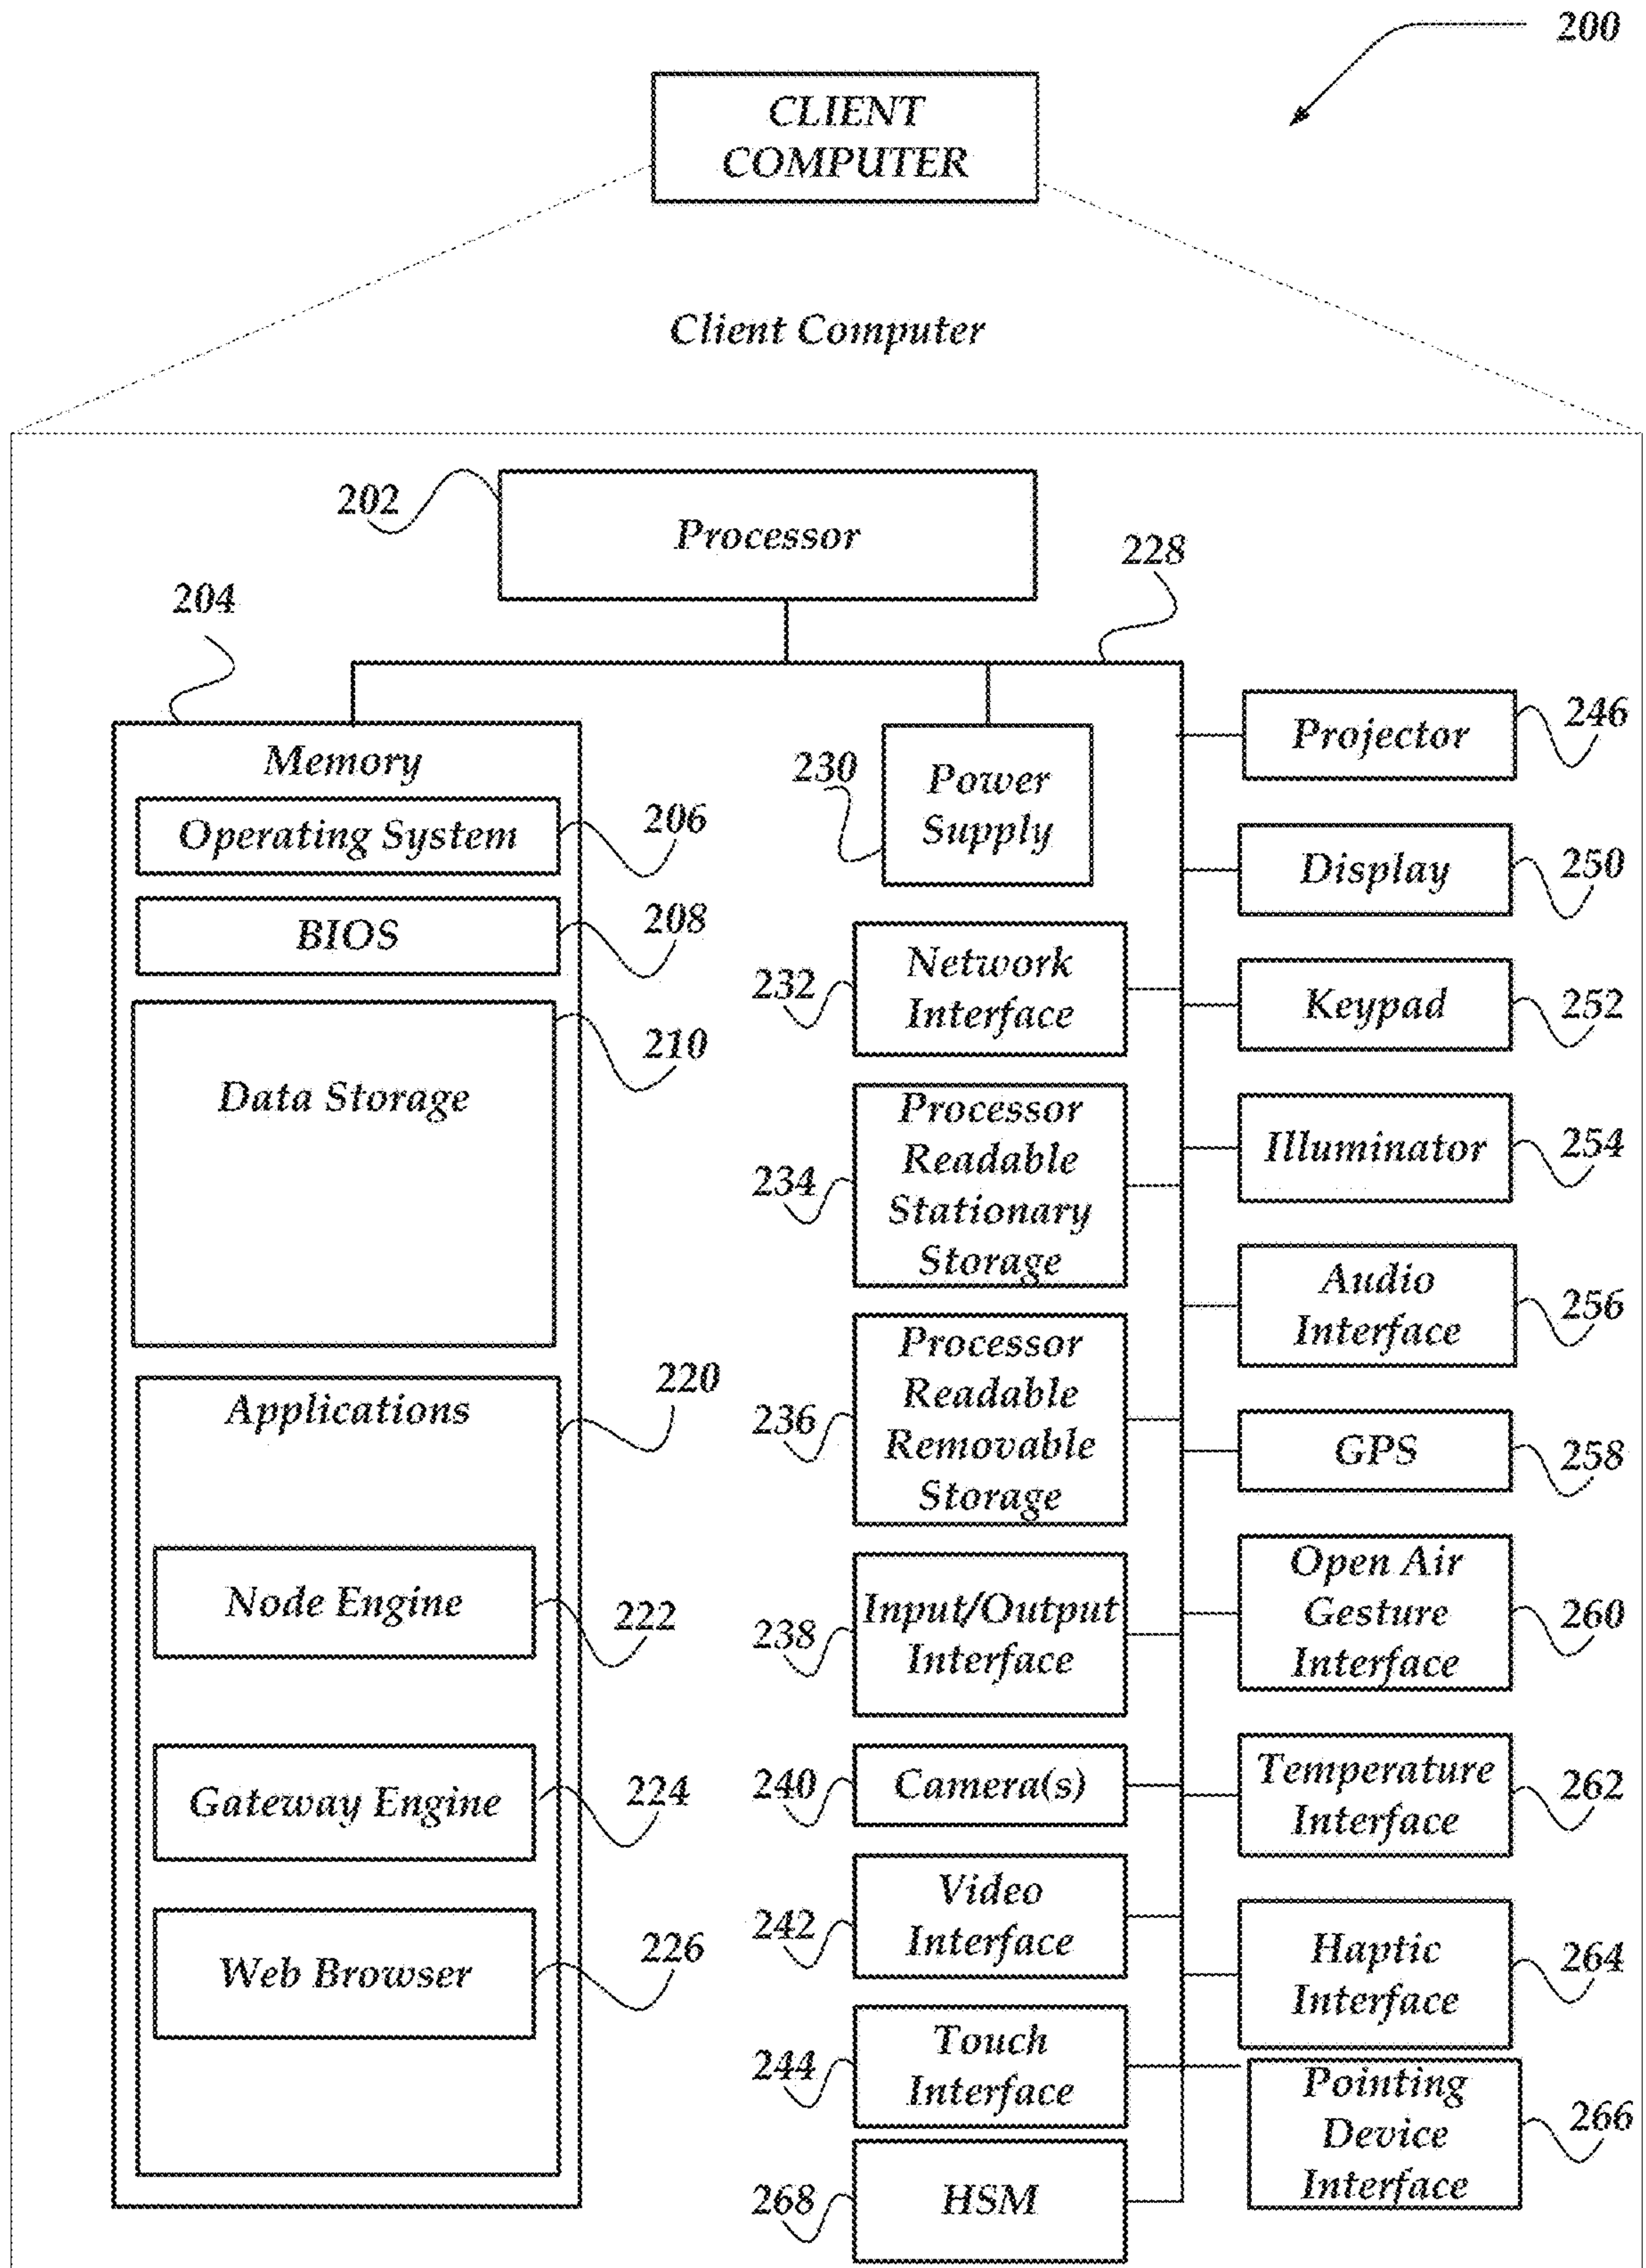 200
CLIENT
COMPUTER
Client Computer
202
Processor
228
204
Memory
Operating System
206
BIOS
208
Data Storage
210
Applications
220
Node Engine
222
Gateway Engine
224
Web Browser
226
230
Power
Supply
232
Network
Interface
234
Processor
Readable
Stationary
Storage
236
Processor
Readable
Removable
Storage
238
Input/Output
Interface
240
Camera(s)
242
Video
Interface
244
Touch
Interface
268
HSM
Projector
246
Display
250
Keypad
252
Illuminator
254
Audio
Interface
256
GPS
258
Open Air
Gesture
Interface
260
Temperature
Interface
262
Haptic
Interface
264
Pointing
Device
Interface
266